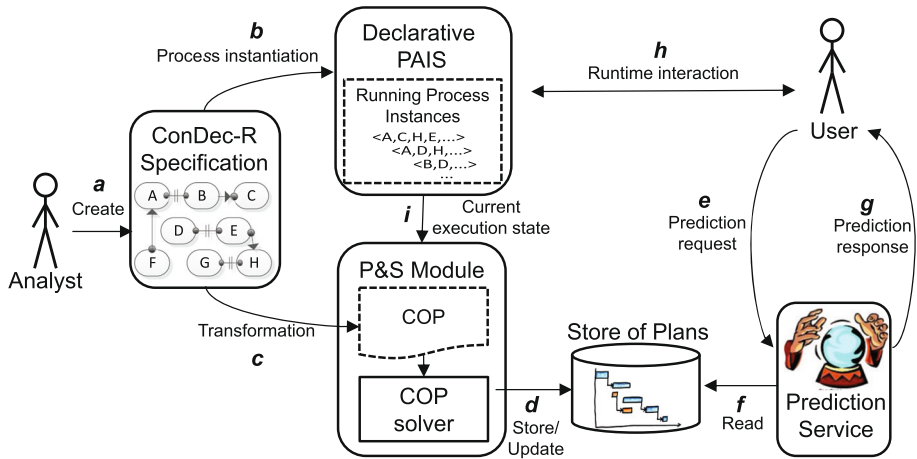 b
Process instantiation
Declarative
PAIS
Running Process
Instances
<A,C,H,E,...>
<A,D,H,...>
<B,D,...>
...
h
Runtime interaction
User
ConDec-R
Specification
A
B
C
D
E
F
G
H
a
Create
Analyst
i
Current
execution state
e
Prediction
request
g
Prediction
response
P&S Module
COP
COP
solver
Transformation
c
Store of Plans
d
Store/
Update
f
Read
Prediction
Service